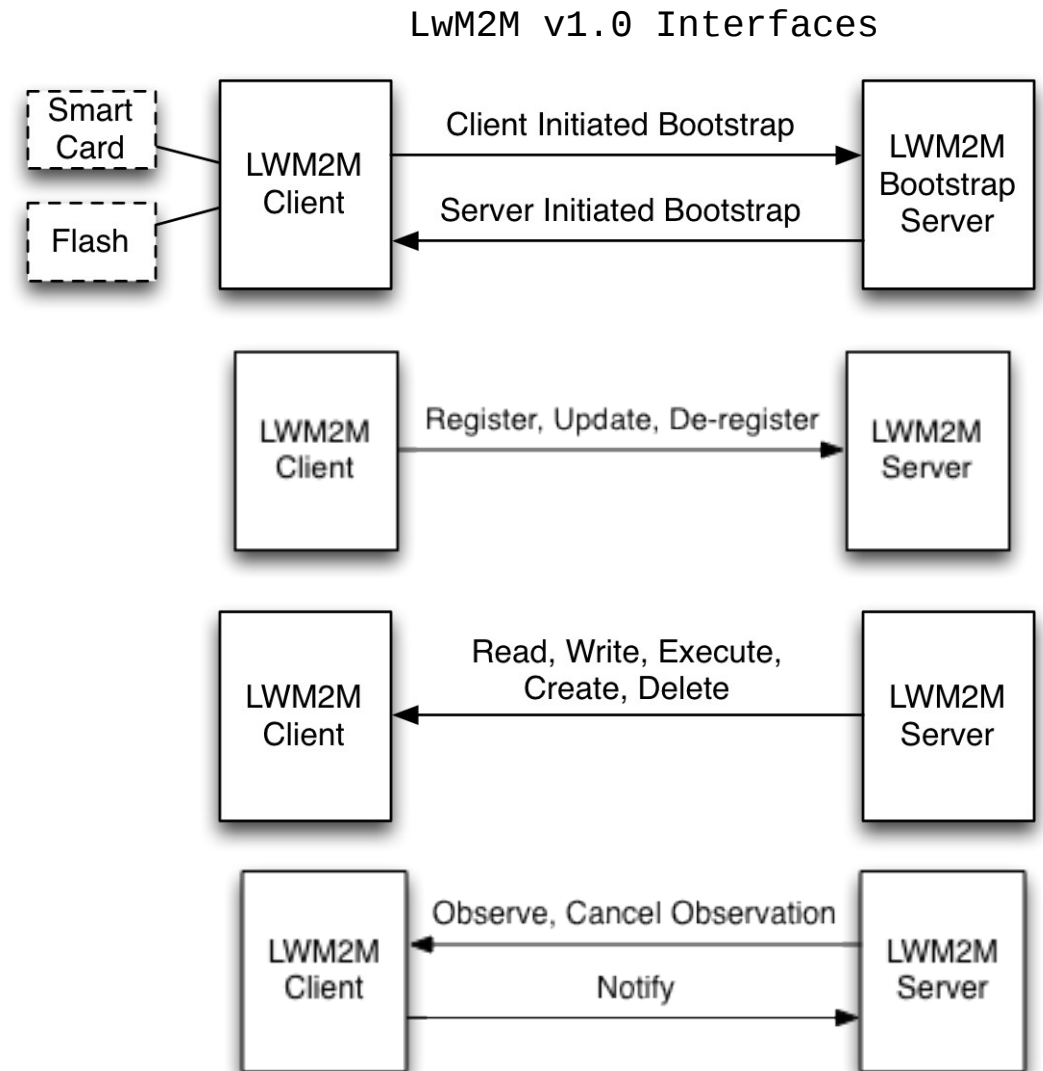 LwM2M v1.0 Interfaces
Smart
Card
Flash
LWM2M
Client
Client Initiated Bootstrap
Server Initiated Bootstrap
LWM2M
Bootstrap
Server
LWM2M
Client
Register, Update, De-register
LWM2M
Server
LWM2M
Client
Read, Write, Execute,
Create, Delete
LWM2M
Server
LWM2M
Client
Observe, Cancel Observation
Notify
LWM2M
Server